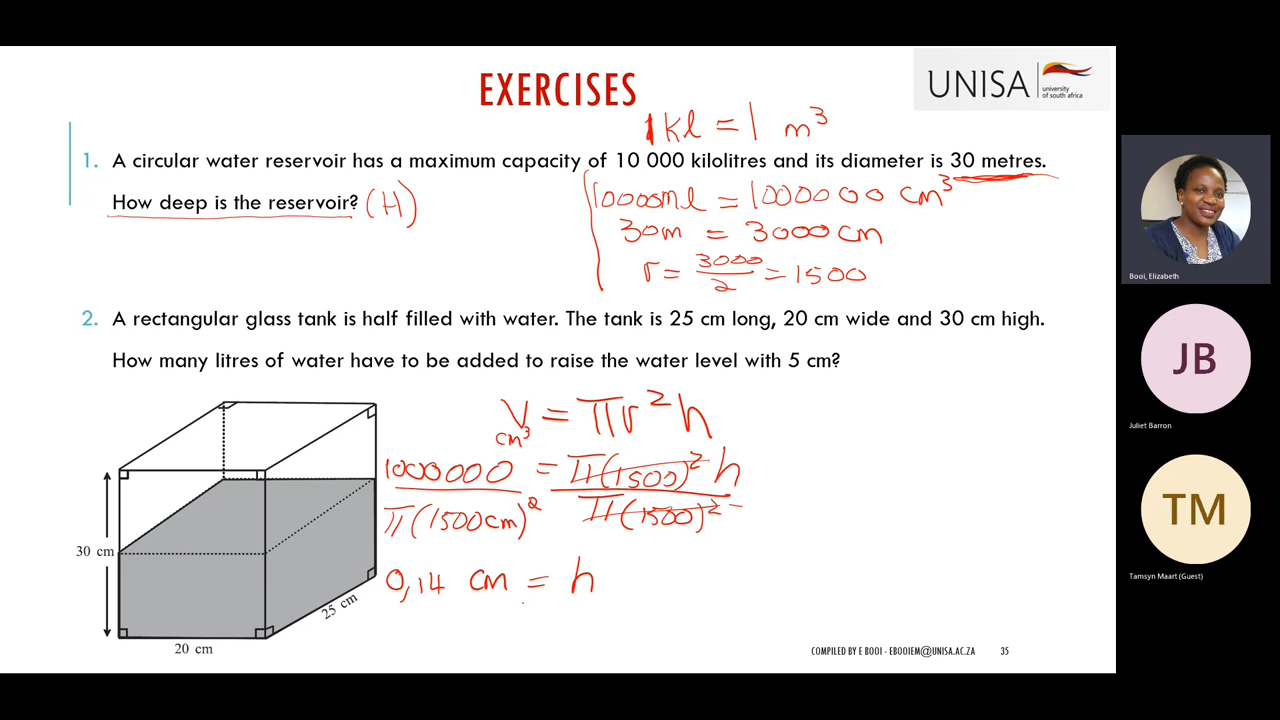 EXERCISES
UNISA
university
of south africa
1kl = 1 m³
1. A circular water reservoir has a maximum capacity of 10 000 kilolitres and its diameter is 30 metres.
How deep is the reservoir? (H)
10000ml = 1000000 cm³
30m = 3000cm
r = 3000/2 = 1500
2. A rectangular glass tank is half filled with water. The tank is 25 cm long, 20 cm wide and 30 cm high.
How many litres of water have to be added to raise the water level with 5 cm?
V = πr²h
cm³
1000000 = π(1500)²h
π(1500cm)² π(1500)²
0,14 cm = h
30 cm
25 cm
20 cm
COMPILED BY E BOOI - EBOOIEM@UNISA.AC.ZA 35
Booi, Elizabeth
JB
Juliet Barron
TM
Tamsyn Maart (Guest)